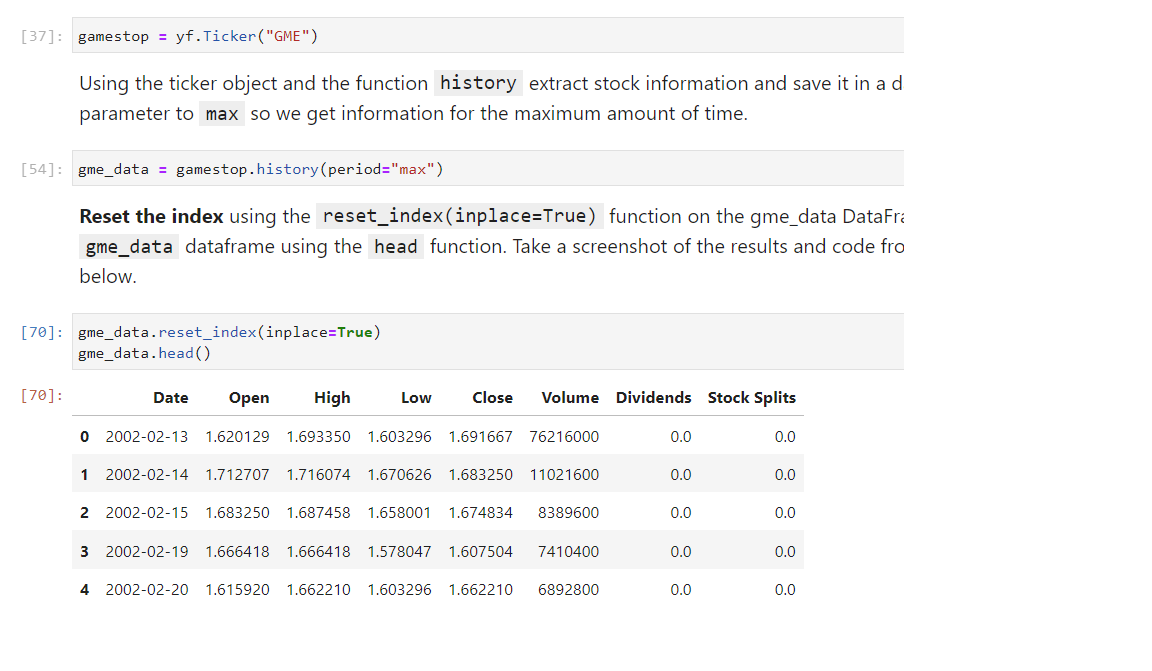 [37]: gamestop = yf.Ticker("GME")
Using the ticker object and the function history extract stock information and save it in a d
parameter to max so we get information for the maximum amount of time.
[54]: gme_data = gamestop.history(period="max")
Reset the index using the reset_index(inplace=True) function on the gme_data DataFra
gme_data dataframe using the head function. Take a screenshot of the results and code fro
below.
[70]: gme_data.reset_index(inplace=True)
gme_data.head()
[70]: Date Open High Low Close Volume Dividends Stock Splits
0 2002-02-13 1.620129 1.693350 1.603296 1.691667 76216000 0.0 0.0
1 2002-02-14 1.712707 1.716074 1.670626 1.683250 11021600 0.0 0.0
2 2002-02-15 1.683250 1.687458 1.658001 1.674834 8389600 0.0 0.0
3 2002-02-19 1.666418 1.666418 1.578047 1.607504 7410400 0.0 0.0
4 2002-02-20 1.615920 1.662210 1.603296 1.662210 6892800 0.0 0.0